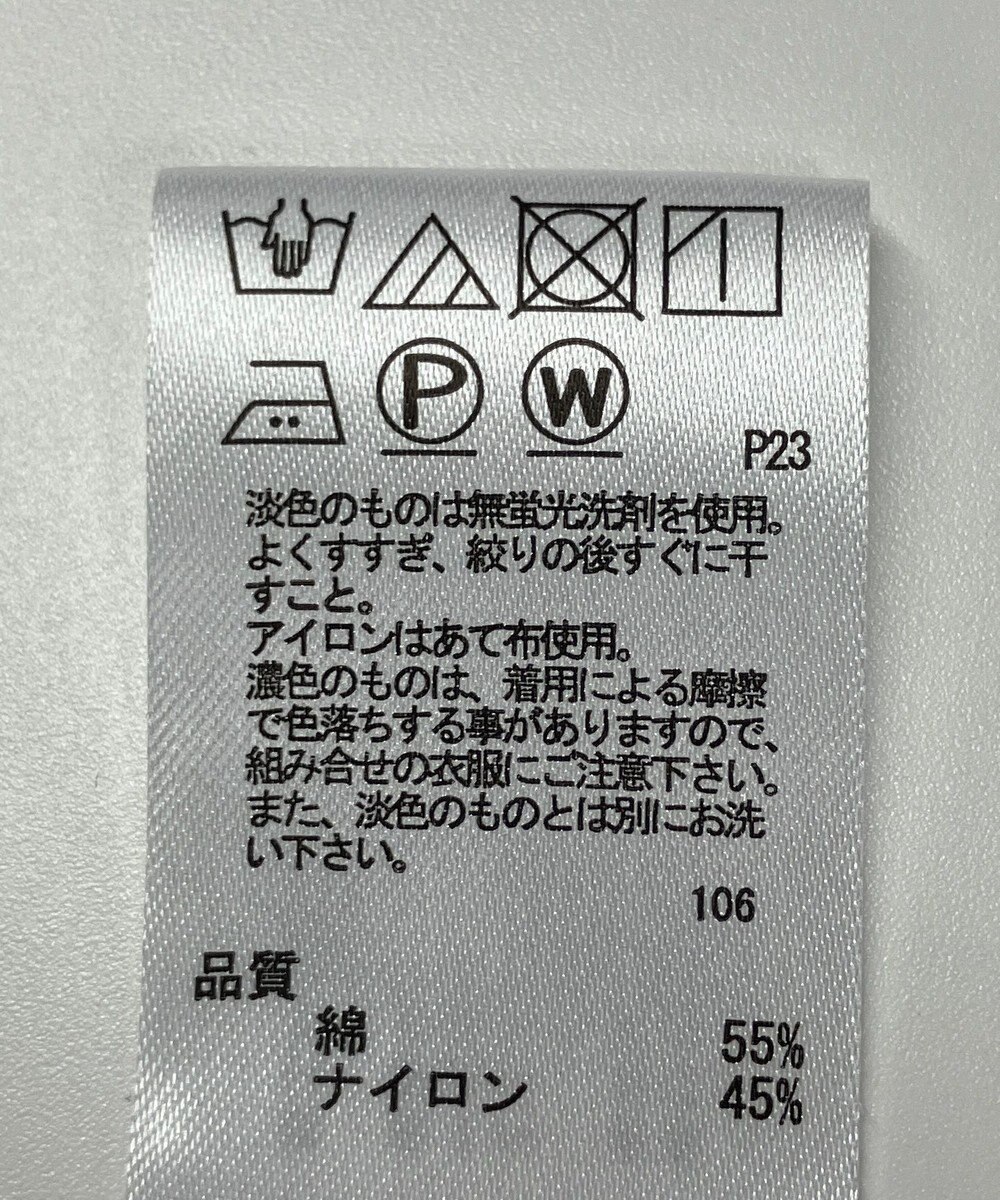 P W
P23
淡色のものは無蛍光洗剤を使用。
よくすすぎ、絞りの後すぐに干
すこと。
アイロンはあて布使用。
濃色のものは、着用による摩擦
で色落ちする事がありますので、
組み合せの衣服にご注意下さい。
また、淡色のものとは別にお洗
い下さい。
106
品質
綿 55%
ナイロン 45%